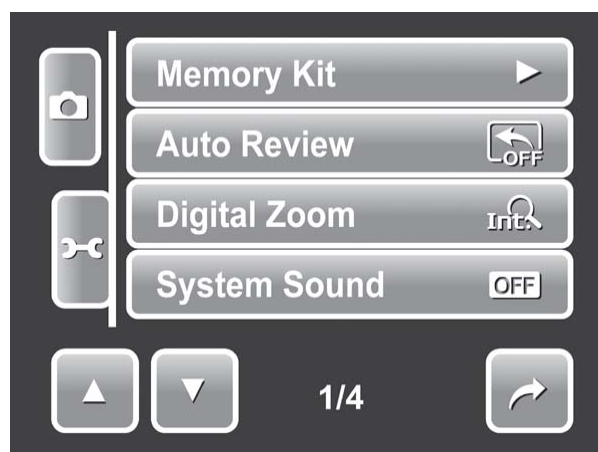 Memory Kit
Auto Review OFF
Digital Zoom Int.
System Sound OFF
1/4